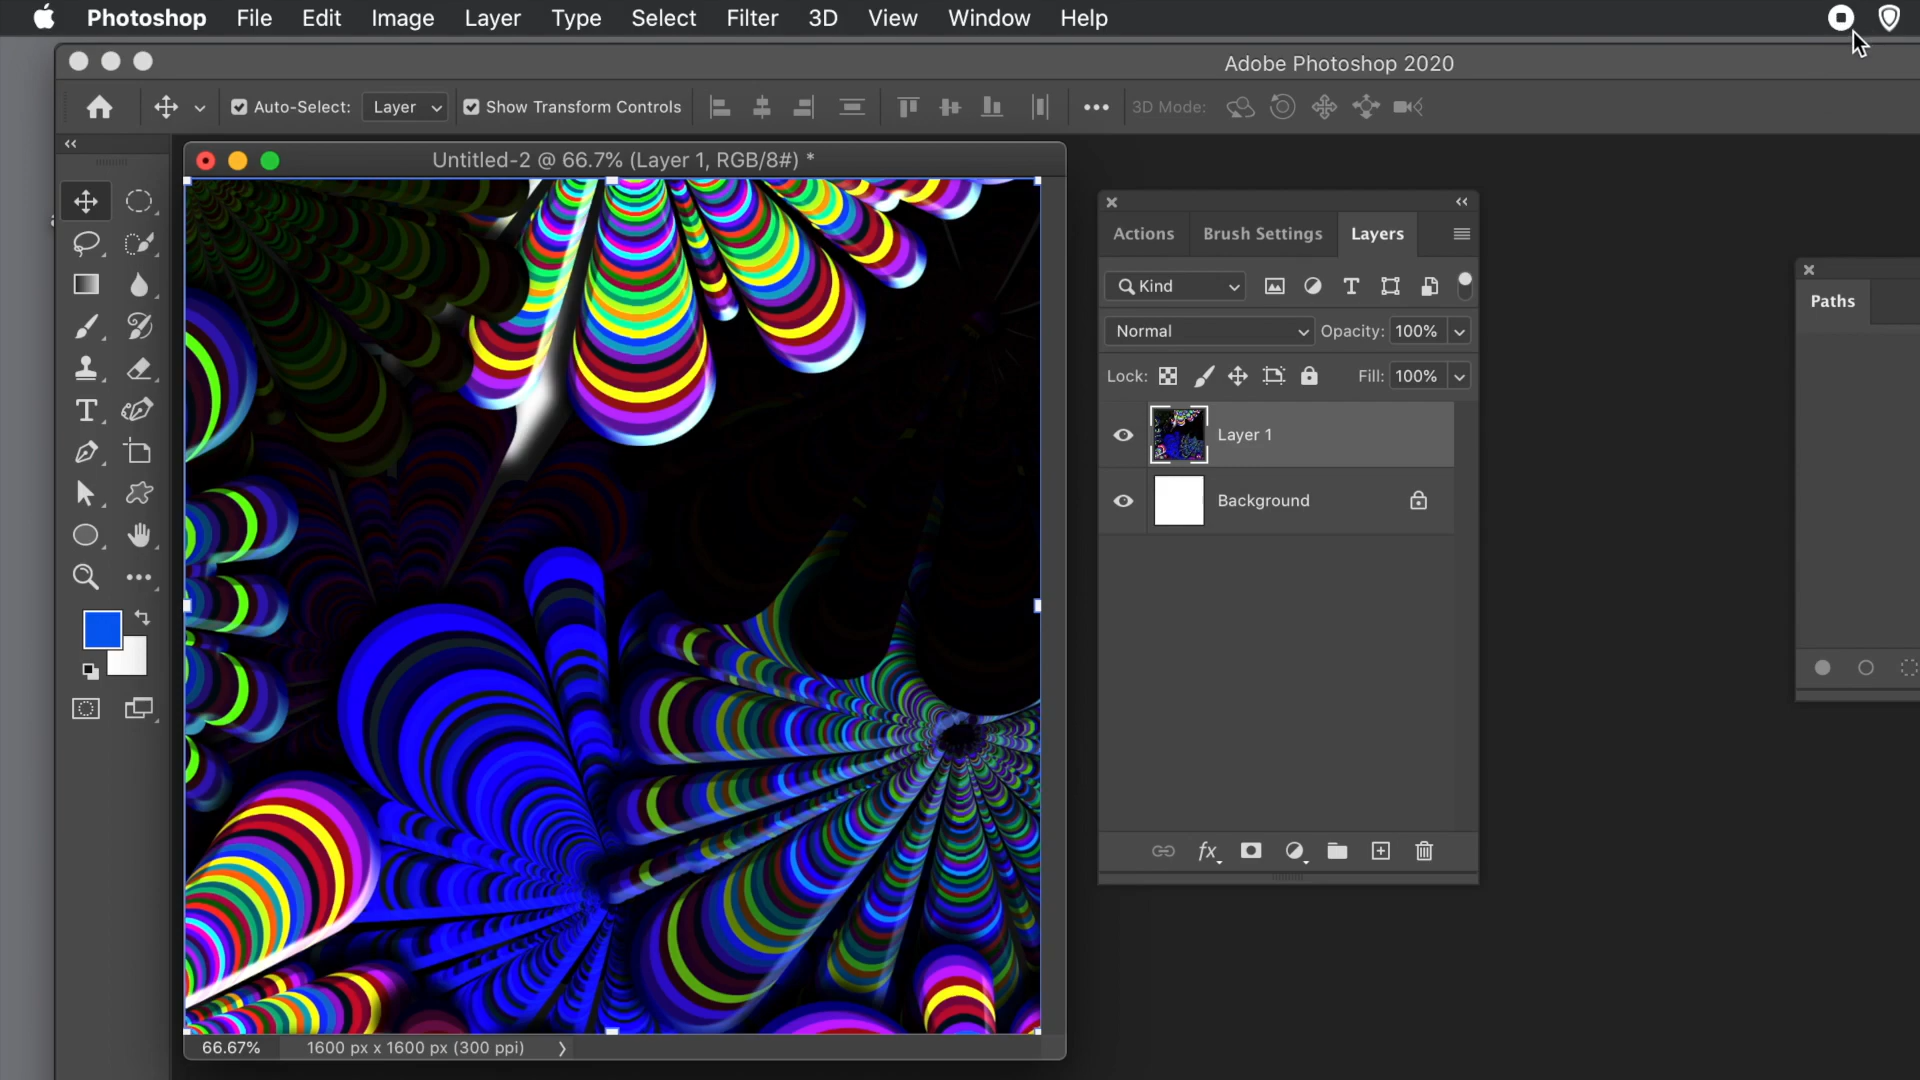 Photoshop File Edit Image Layer Type Select Filter 3D View Window Help
Adobe Photoshop 2020
Auto-Select: Layer Show Transform Controls 3D Mode:
Untitled-2 @ 66.7% (Layer 1, RGB/8#) *
Actions Brush Settings Layers
Kind
Paths
Normal Opacity: 100%
Lock: Fill: 100%
Layer 1
Background
66.67% 1600 px x 1600 px (300 ppi)